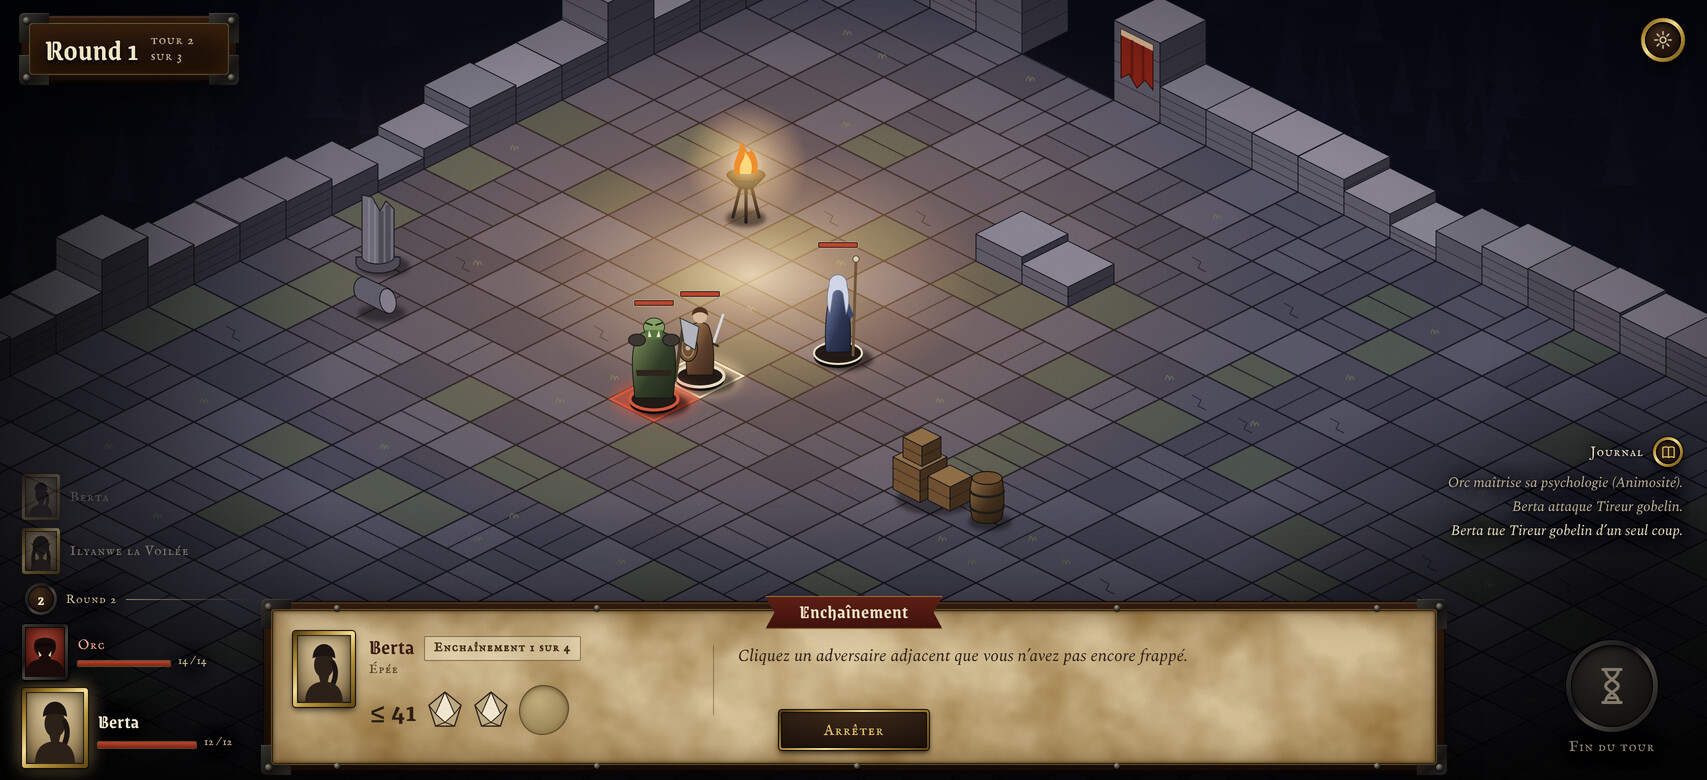 Round 1
TOUR 2
SUR 3
Journal
Orc maîtrise sa psychologie (Animosité).
Berta attaque Tireur gobelin.
Berta tue Tireur gobelin d'un seul coup.
Berta
Ilyanwe la Voilée
2 Round 2
Orc
14/14
Berta
12/12
Enchaînement
Berta
Enchaînement 1 sur 4
Épée
≤ 41
Cliquez un adversaire adjacent que vous n'avez pas encore frappé.
Arrêter
Fin du tour